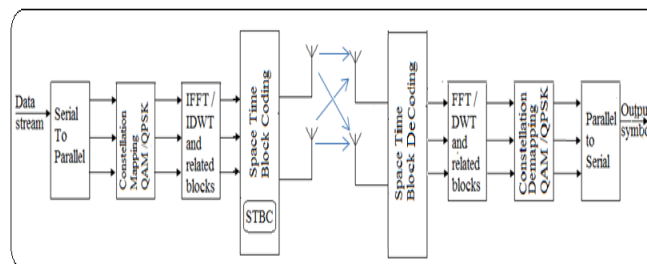 Data
stream
Serial
To
Parallel
Constellation
Mapping
QAM /QPSK
IFFT /
IDWT
and
related
blocks
Space Time
Block Coding
STBC
Space Time
Block DeCoding
FFT /
DWT
and
related
blocks
Constellation
Demapping
QAM /QPSK
Parallel
to
Serial
Output
symbo